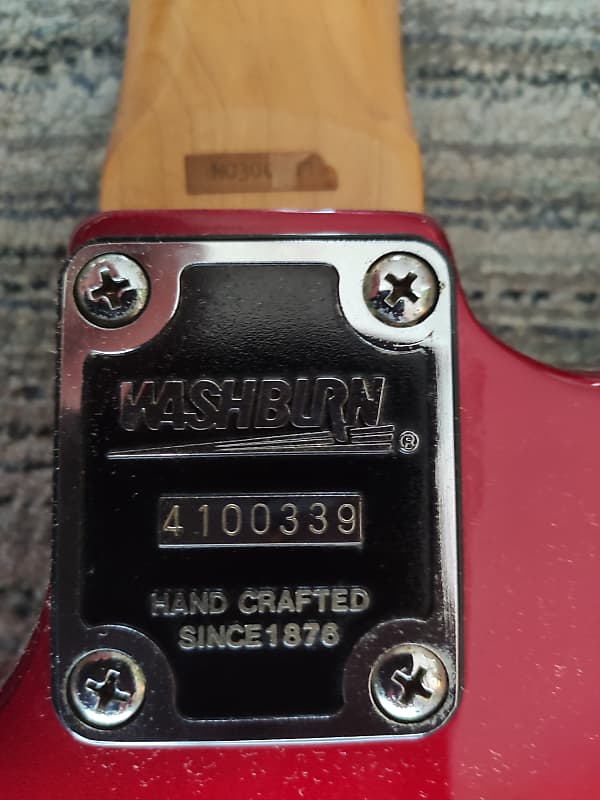 WASHBURN®
4100339
HAND CRAFTED
SINCE1876